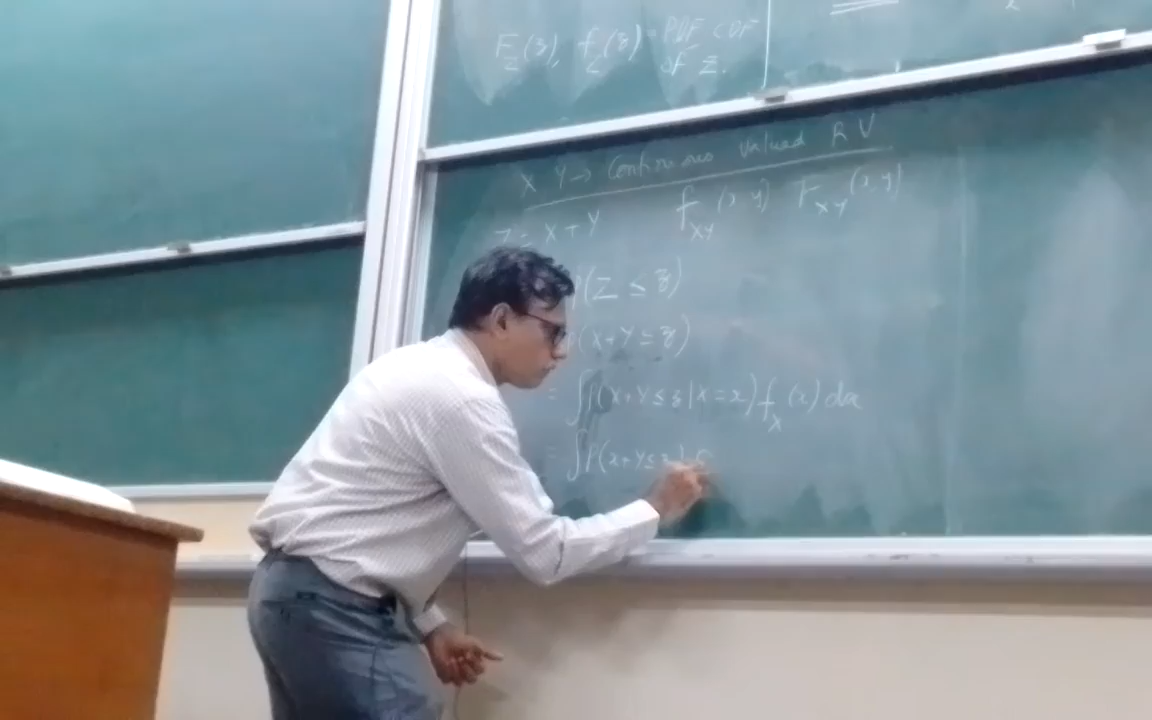 F_Z(z), f_Z(z) = PDF CDF
of Z.
X Y → Continuous Valued RV
Z = X + Y f_XY(x, y) F_XY(x, y)
(Z ≤ z)
(X+Y ≤ z)
= ∫ P(X+Y ≤ z | X = x) f_X(x) dx
= ∫ P(x+Y ≤ z